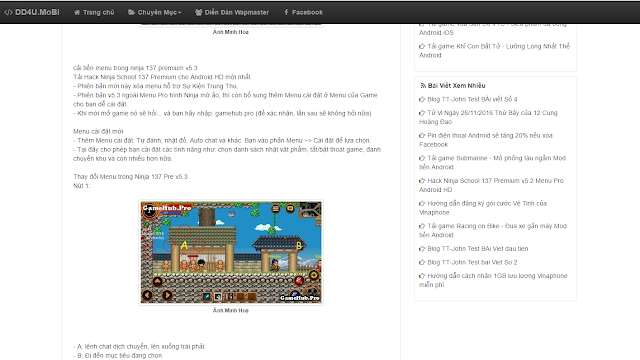 </> DD4U.MoBi
Trang chủ
Chuyên Mục
Diễn Đàn Wapmaster
Facebook
Ảnh Minh Hoạ
cải tiến menu trong ninja 137 premium v5.3
Tải Hack Ninja School 137 Premium cho Android HD mới nhất
- Phiên bản mới này xóa menu hỗ trợ Sự Kiện Trung Thu.
- Phiên bản v5.3 ngoài Menu Pro hình Ninja mờ ảo, thì còn bổ sung thêm Menu cài đặt ở Menu của Game
cho bạn dễ cài đặt
- Khi mới mở game nó sẽ hỏi... và bạn hãy nhập: gamehub.pro (để xác nhận, lần sau sẽ không hỏi nữa)
Menu cài đặt mới
- Thêm Menu cài đặt: Tự đánh, nhặt đồ, Auto chat và khác. Bạn vào phần Menu –> Cài đặt để lựa chọn.
- Tại đây cho phép bạn cài đặt các tính năng như: chọn danh sách nhặt vật phẩm, tắt/bật thoát game, đánh
chuyển khu và còn nhiều hơn nữa.
Thay đổi Menu trong Ninja 137 Pre v5.3
Nút 1:
GameHub.Pro
A
B
GameHub.Pro
Ảnh Minh Hoạ
- A: lệnh chat dịch chuyển, lên xuống trái phải.
- B: Đi đến mục tiêu đang chọn
Android iOS
Tải game Khỉ Con Bất Tử - Lưỡng Long Nhất Thể
Android
Bài Viết Xem Nhiều
Blog TT-John Test BÀi viết Số 4
Tử Vi Ngày 26/11/2016 Thứ Bảy của 12 Cung
Hoàng Đạo
Pin điện thoại Android sẽ tăng 20% nếu xóa
Facebook
Tải game Submarine - Mô phỏng tàu ngầm Mod
tiền Android
Hack Ninja School 137 Premium v5.2 Menu Pro
Android HD
Hướng dẫn đăng ký gói cước Vệ Tinh của
Vinaphone
Tải game Racing on Bike - Đua xe gắn máy Mod
tiền Android
Blog TT-John Test BÀi Viet dau tien
Blog TT-John Test bai Viet So 2
Hướng dẫn cách nhận 1GB lưu lượng Vinaphone
miễn phí